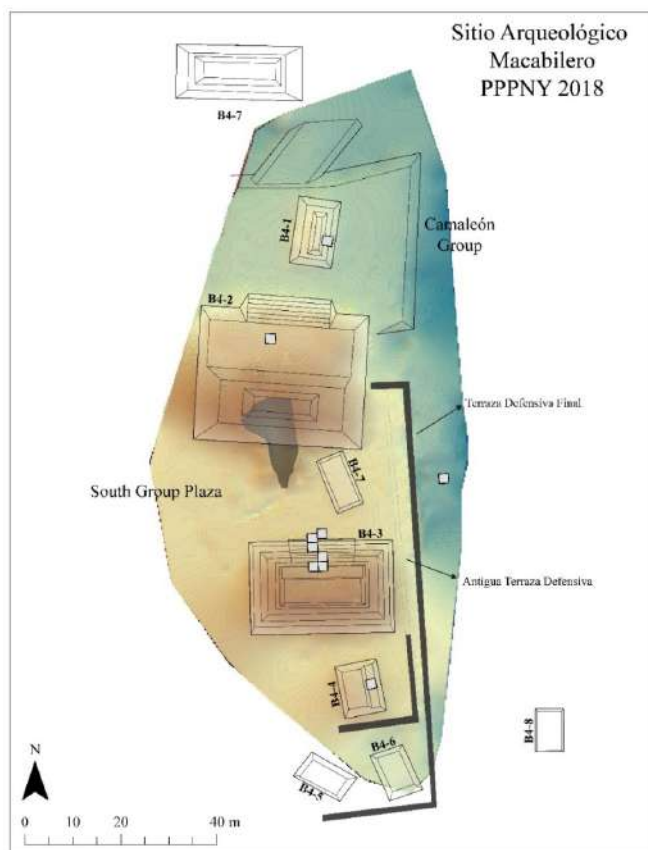 Sitio Arqueológico
Macabilero
PPPNY 2018
B4-7
B4-1
Camaleón
Group
B4-2
Terraza Defensiva Final
B4-7
South Group Plaza
B4-3
Antigua Terraza Defensiva
B4-4
B4-8
B4-6
B4-5
N
0 10 20 40 m